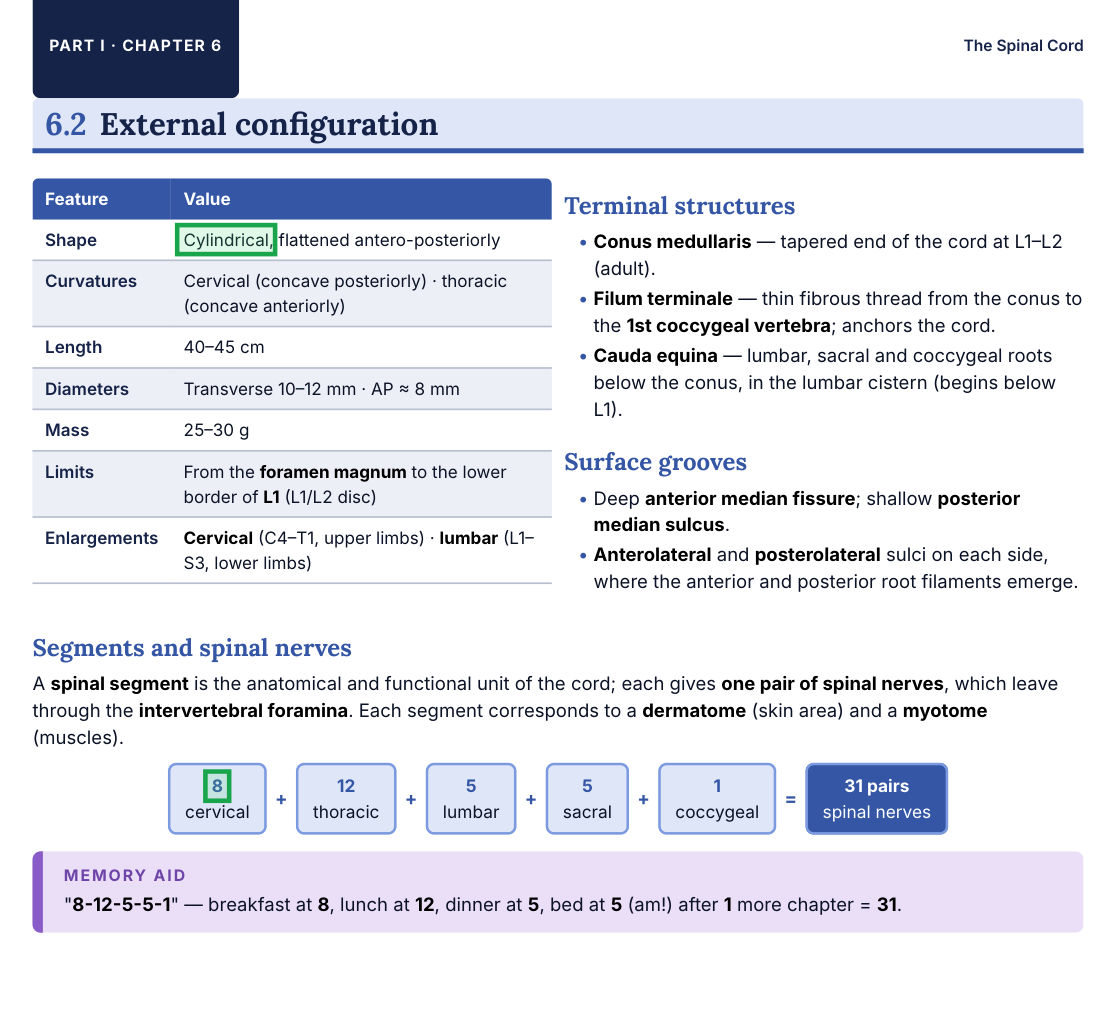 PART I · CHAPTER 6
The Spinal Cord
6.2 External configuration
Feature Value
Shape Cylindrical, flattened antero-posteriorly
Curvatures Cervical (concave posteriorly) · thoracic
(concave anteriorly)
Length 40–45 cm
Diameters Transverse 10–12 mm · AP ≈ 8 mm
Mass 25–30 g
Limits From the foramen magnum to the lower
border of L1 (L1/L2 disc)
Enlargements Cervical (C4–T1, upper limbs) · lumbar (L1–
S3, lower limbs)
Terminal structures
• Conus medullaris — tapered end of the cord at L1–L2
(adult).
• Filum terminale — thin fibrous thread from the conus to
the 1st coccygeal vertebra; anchors the cord.
• Cauda equina — lumbar, sacral and coccygeal roots
below the conus, in the lumbar cistern (begins below
L1).
Surface grooves
• Deep anterior median fissure; shallow posterior
median sulcus.
• Anterolateral and posterolateral sulci on each side,
where the anterior and posterior root filaments emerge.
Segments and spinal nerves
A spinal segment is the anatomical and functional unit of the cord; each gives one pair of spinal nerves, which leave
through the intervertebral foramina. Each segment corresponds to a dermatome (skin area) and a myotome
(muscles).
8 cervical + 12 thoracic + 5 lumbar + 5 sacral + 1 coccygeal = 31 pairs spinal nerves
MEMORY AID
"8-12-5-5-1" — breakfast at 8, lunch at 12, dinner at 5, bed at 5 (am!) after 1 more chapter = 31.